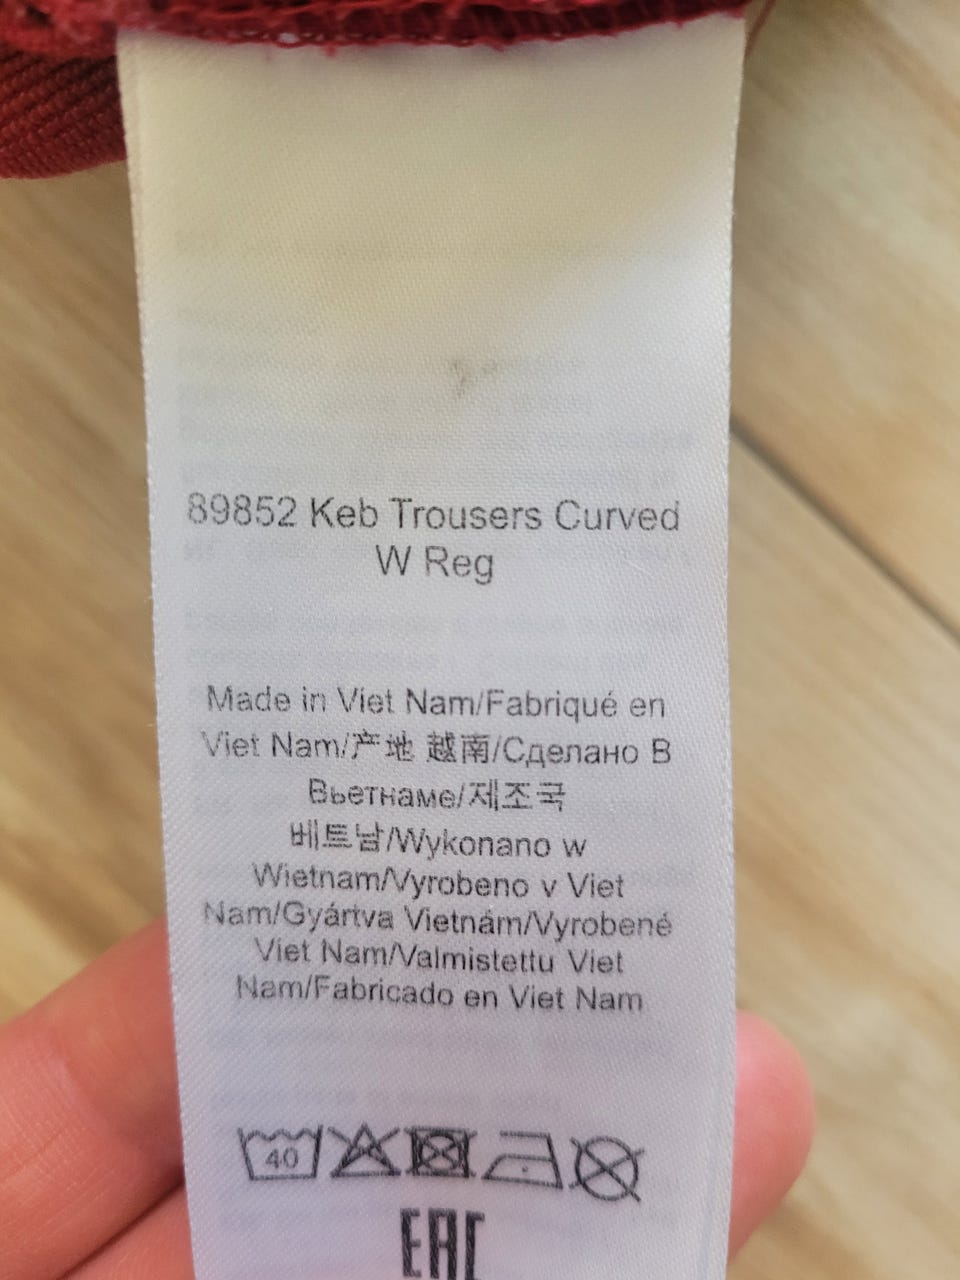 89852 Keb Trousers Curved
W Reg
Made in Viet Nam/Fabriqué en
Viet Nam/产地 越南/Сделано В
Вьетнаме/제조국
베트남/Wykonano w
Wietnam/Vyrobeno v Viet
Nam/Gyártva Vietnám/Vyrobené
Viet Nam/Valmistettu Viet
Nam/Fabricado en Viet Nam
40
EAC